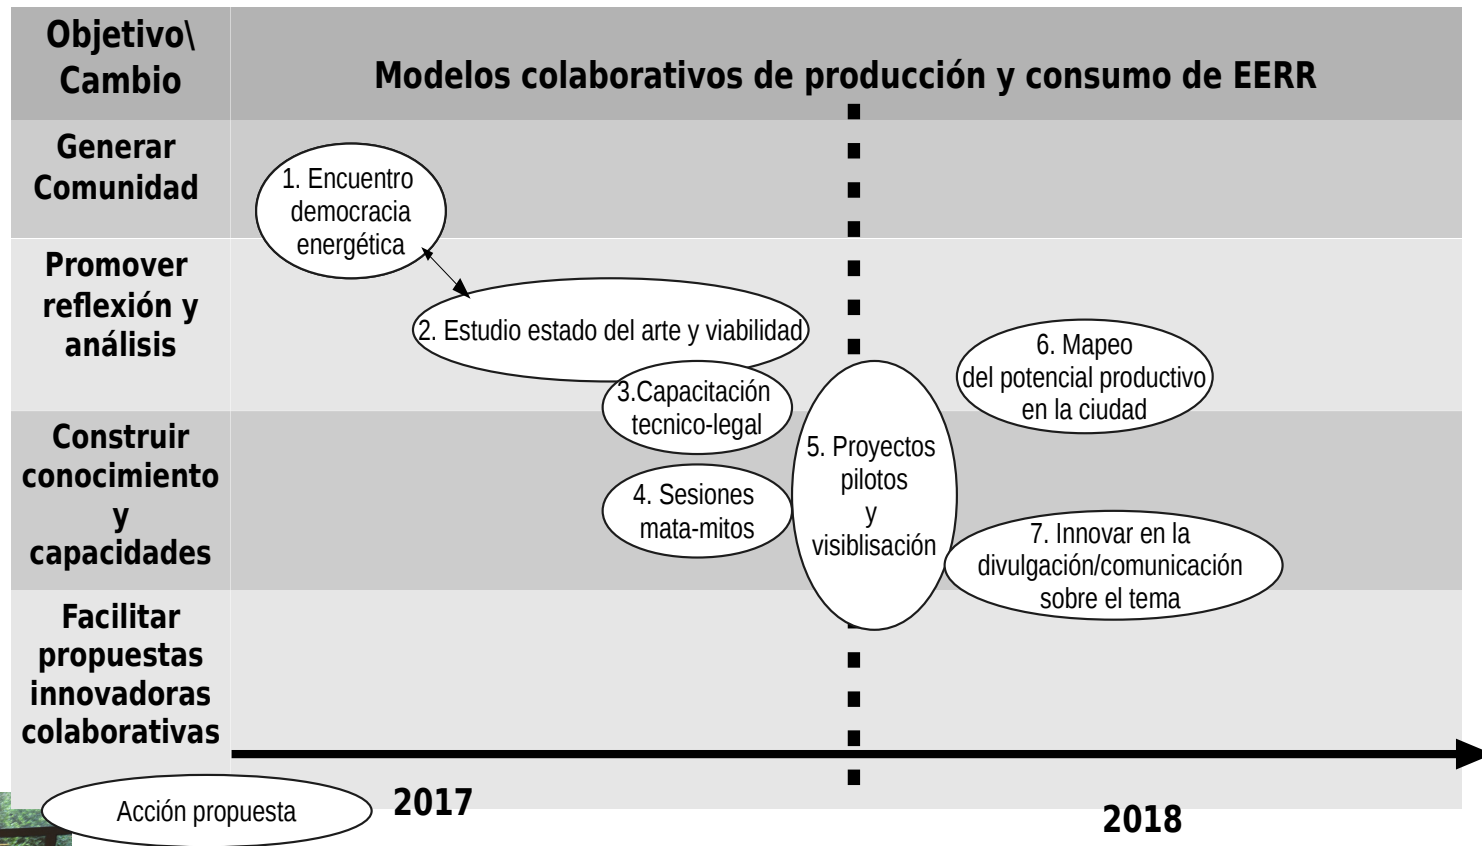 Objetivo\
Cambio
Modelos colaborativos de producción y consumo de EERR
Generar
Comunidad
1. Encuentro
democracia
energética
Promover
reflexión y
análisis
2. Estudio estado del arte y viabilidad
6. Mapeo
del potencial productivo
en la ciudad
3.Capacitación
tecnico-legal
Construir
conocimiento
y
capacidades
4. Sesiones
mata-mitos
5. Proyectos
pilotos
y
visiblisación
7. Innovar en la
divulgación/comunicación
sobre el tema
Facilitar
propuestas
innovadoras
colaborativas
Acción propuesta
2017
2018